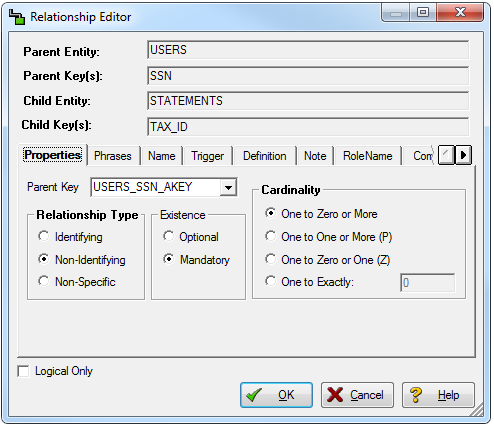 Relationship Editor
Parent Entity: USERS
Parent Key(s): SSN
Child Entity: STATEMENTS
Child Key(s): TAX_ID
Properties Phrases Name Trigger Definition Note RoleName
Parent Key USERS_SSN_AKEY
Cardinality
Relationship Type Existence
One to Zero or More
Identifying Optional
One to One or More (P)
Non-Identifying Mandatory
One to Zero or One (Z)
Non-Specific
One to Exactly: 0
Logical Only
OK Cancel Help